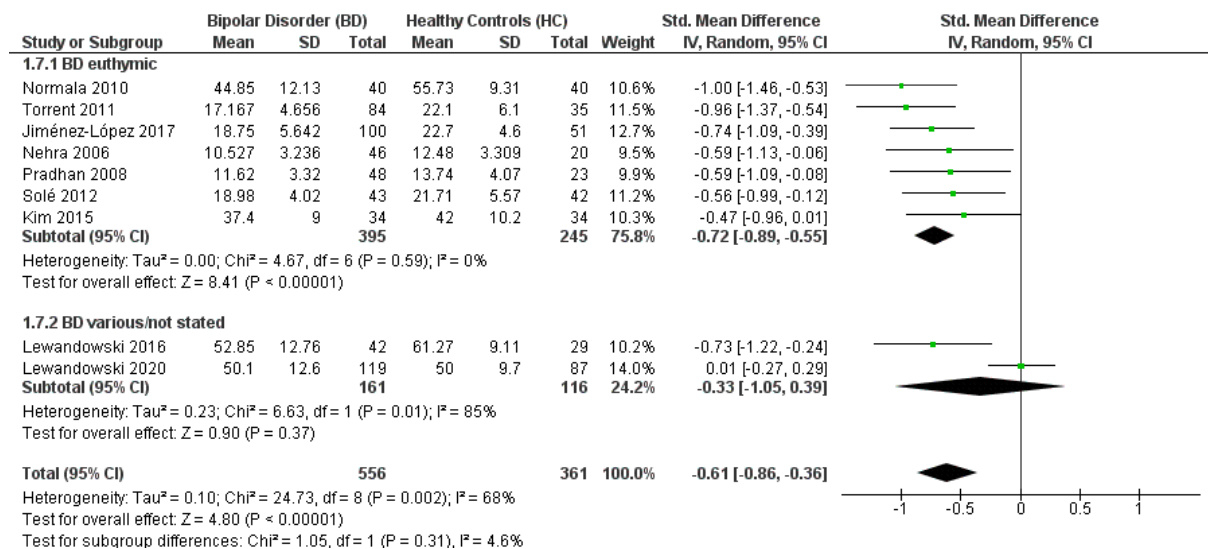 Bipolar Disorder (BD) Healthy Controls (HC) Std. Mean Difference Std. Mean Difference
Study or Subgroup Mean SD Total Mean SD Total Weight IV, Random, 95% CI IV, Random, 95% CI
1.7.1 BD euthymic
Normala 2010 44.85 12.13 40 55.73 9.31 40 10.6% -1.00 [-1.46, -0.53]
Torrent 2011 17.167 4.656 84 22.1 6.1 35 11.5% -0.96 [-1.37, -0.54]
Jiménez-López 2017 18.75 5.642 100 22.7 4.6 51 12.7% -0.74 [-1.09, -0.39]
Nehra 2006 10.527 3.236 46 12.48 3.309 20 9.5% -0.59 [-1.13, -0.06]
Pradhan 2008 11.62 3.32 48 13.74 4.07 23 9.9% -0.59 [-1.09, -0.08]
Solé 2012 18.98 4.02 43 21.71 5.57 42 11.2% -0.56 [-0.99, -0.12]
Kim 2015 37.4 9 34 42 10.2 34 10.3% -0.47 [-0.96, 0.01]
Subtotal (95% CI) 395 245 75.8% -0.72 [-0.89, -0.55]
Heterogeneity: Tau² = 0.00; Chi² = 4.67, df = 6 (P = 0.59); I² = 0%
Test for overall effect: Z = 8.41 (P < 0.00001)
1.7.2 BD various/not stated
Lewandowski 2016 52.85 12.76 42 61.27 9.11 29 10.2% -0.73 [-1.22, -0.24]
Lewandowski 2020 50.1 12.6 119 50 9.7 87 14.0% 0.01 [-0.27, 0.29]
Subtotal (95% CI) 161 116 24.2% -0.33 [-1.05, 0.39]
Heterogeneity: Tau² = 0.23; Chi² = 6.63, df = 1 (P = 0.01); I² = 85%
Test for overall effect: Z = 0.90 (P = 0.37)
Total (95% CI) 556 361 100.0% -0.61 [-0.86, -0.36]
Heterogeneity: Tau² = 0.10; Chi² = 24.73, df = 8 (P = 0.002); I² = 68%
Test for overall effect: Z = 4.80 (P < 0.00001)
Test for subgroup differences: Chi² = 1.05, df = 1 (P = 0.31), I² = 4.6%
-1 -0.5 0 0.5 1